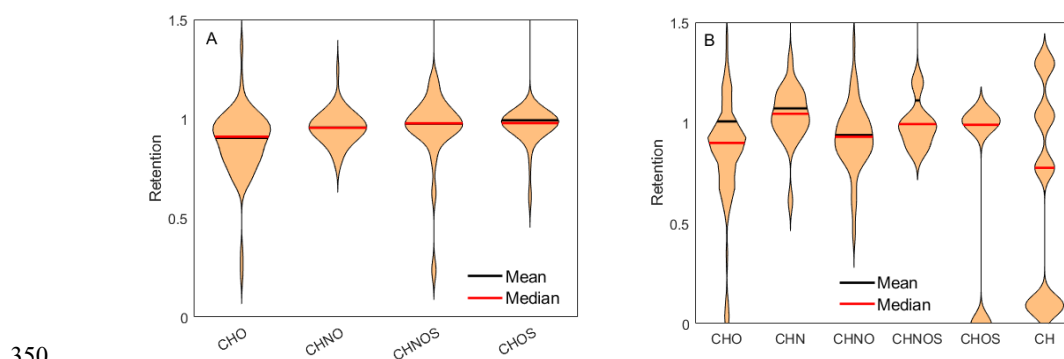 A
1.5
1
0.5
0
Retention
Mean
Median
CHO
CHNO
CHNOS
CHOS
B
1.5
1
0.5
0
Retention
Mean
Median
CHO CHN CHNO CHNOS CHOS CH
350